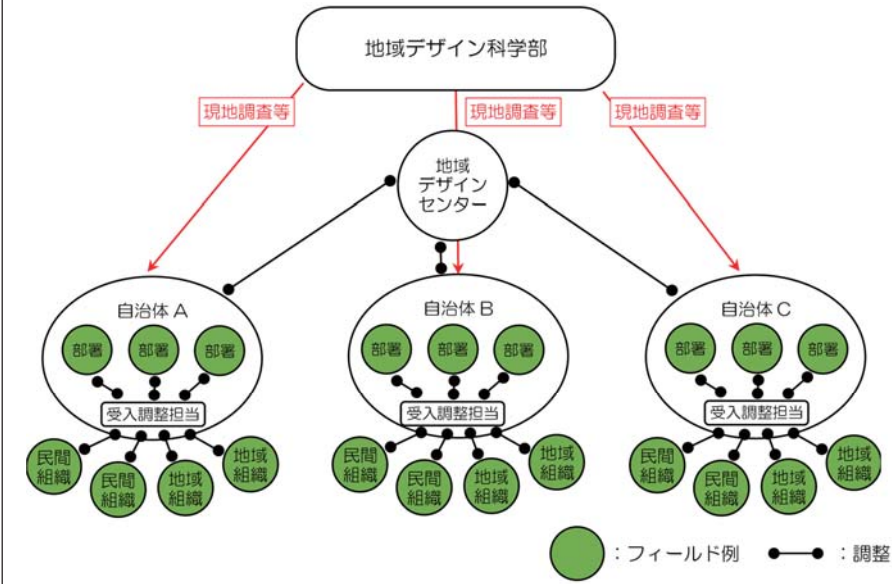 地域デザイン科学部
現地調査等
現地調査等
現地調査等
地域
デザイン
センター
自治体A
部署
部署
部署
受入調整担当
民間
組織
民間
組織
地域
組織
地域
組織
自治体B
部署
部署
部署
受入調整担当
民間
組織
民間
組織
地域
組織
地域
組織
自治体C
部署
部署
部署
受入調整担当
民間
組織
民間
組織
地域
組織
地域
組織
：フィールド例
：調整